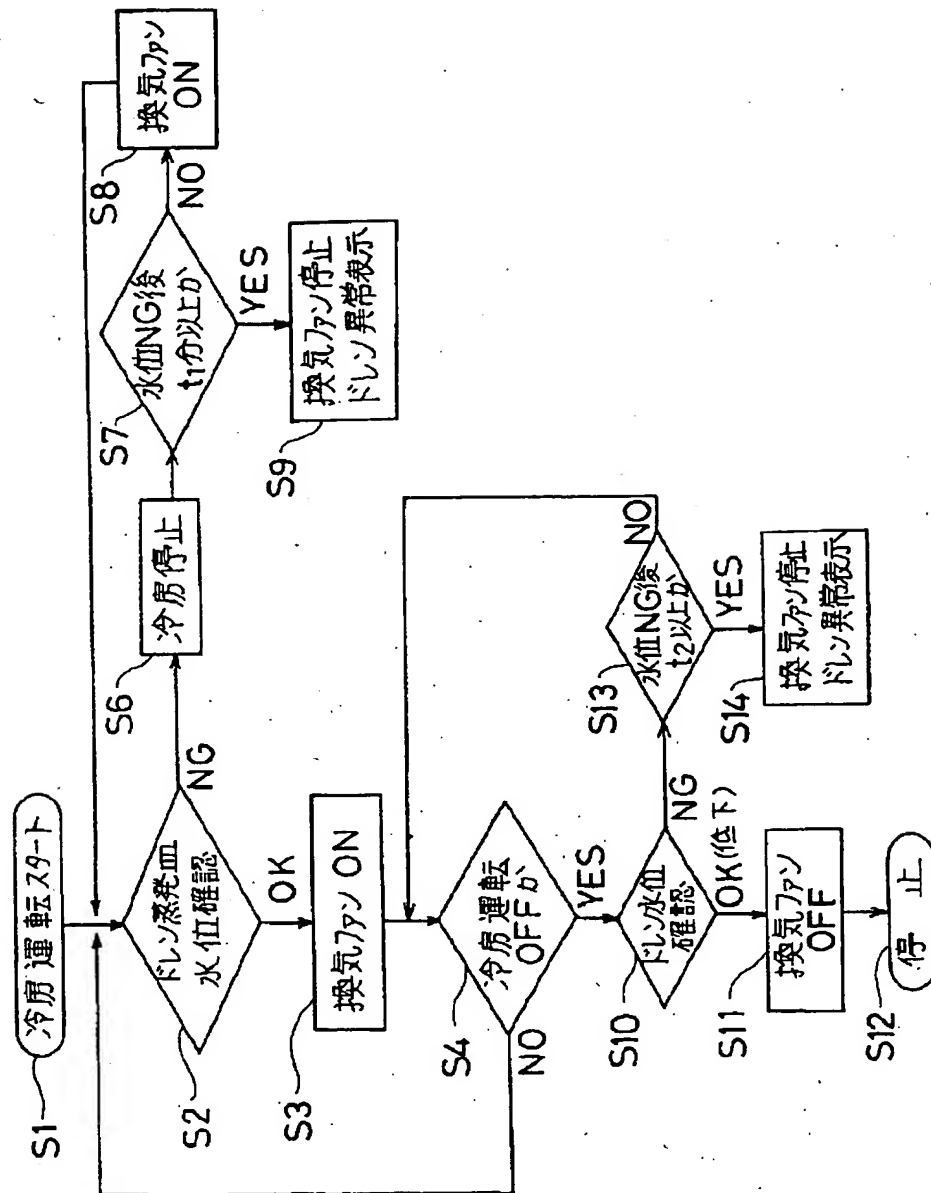 S1
冷房運転スタート
S2
ドレン蒸発皿
水位確認
NG
OK
S3
換気ファンON
S4
冷房運転
OFFか
NO
YES
S6
冷房停止
S7
水位NG後
t₁分以上か
NO
YES
S8
換気ファン
ON
S9
換気ファン停止
ドレン異常表示
S10
ドレン水位
確認
NG
OK(低下)
S11
換気ファン
OFF
S12
停 止
S13
水位NG後
t₂以上か
NO
YES
S14
換気ファン停止
ドレン異常表示